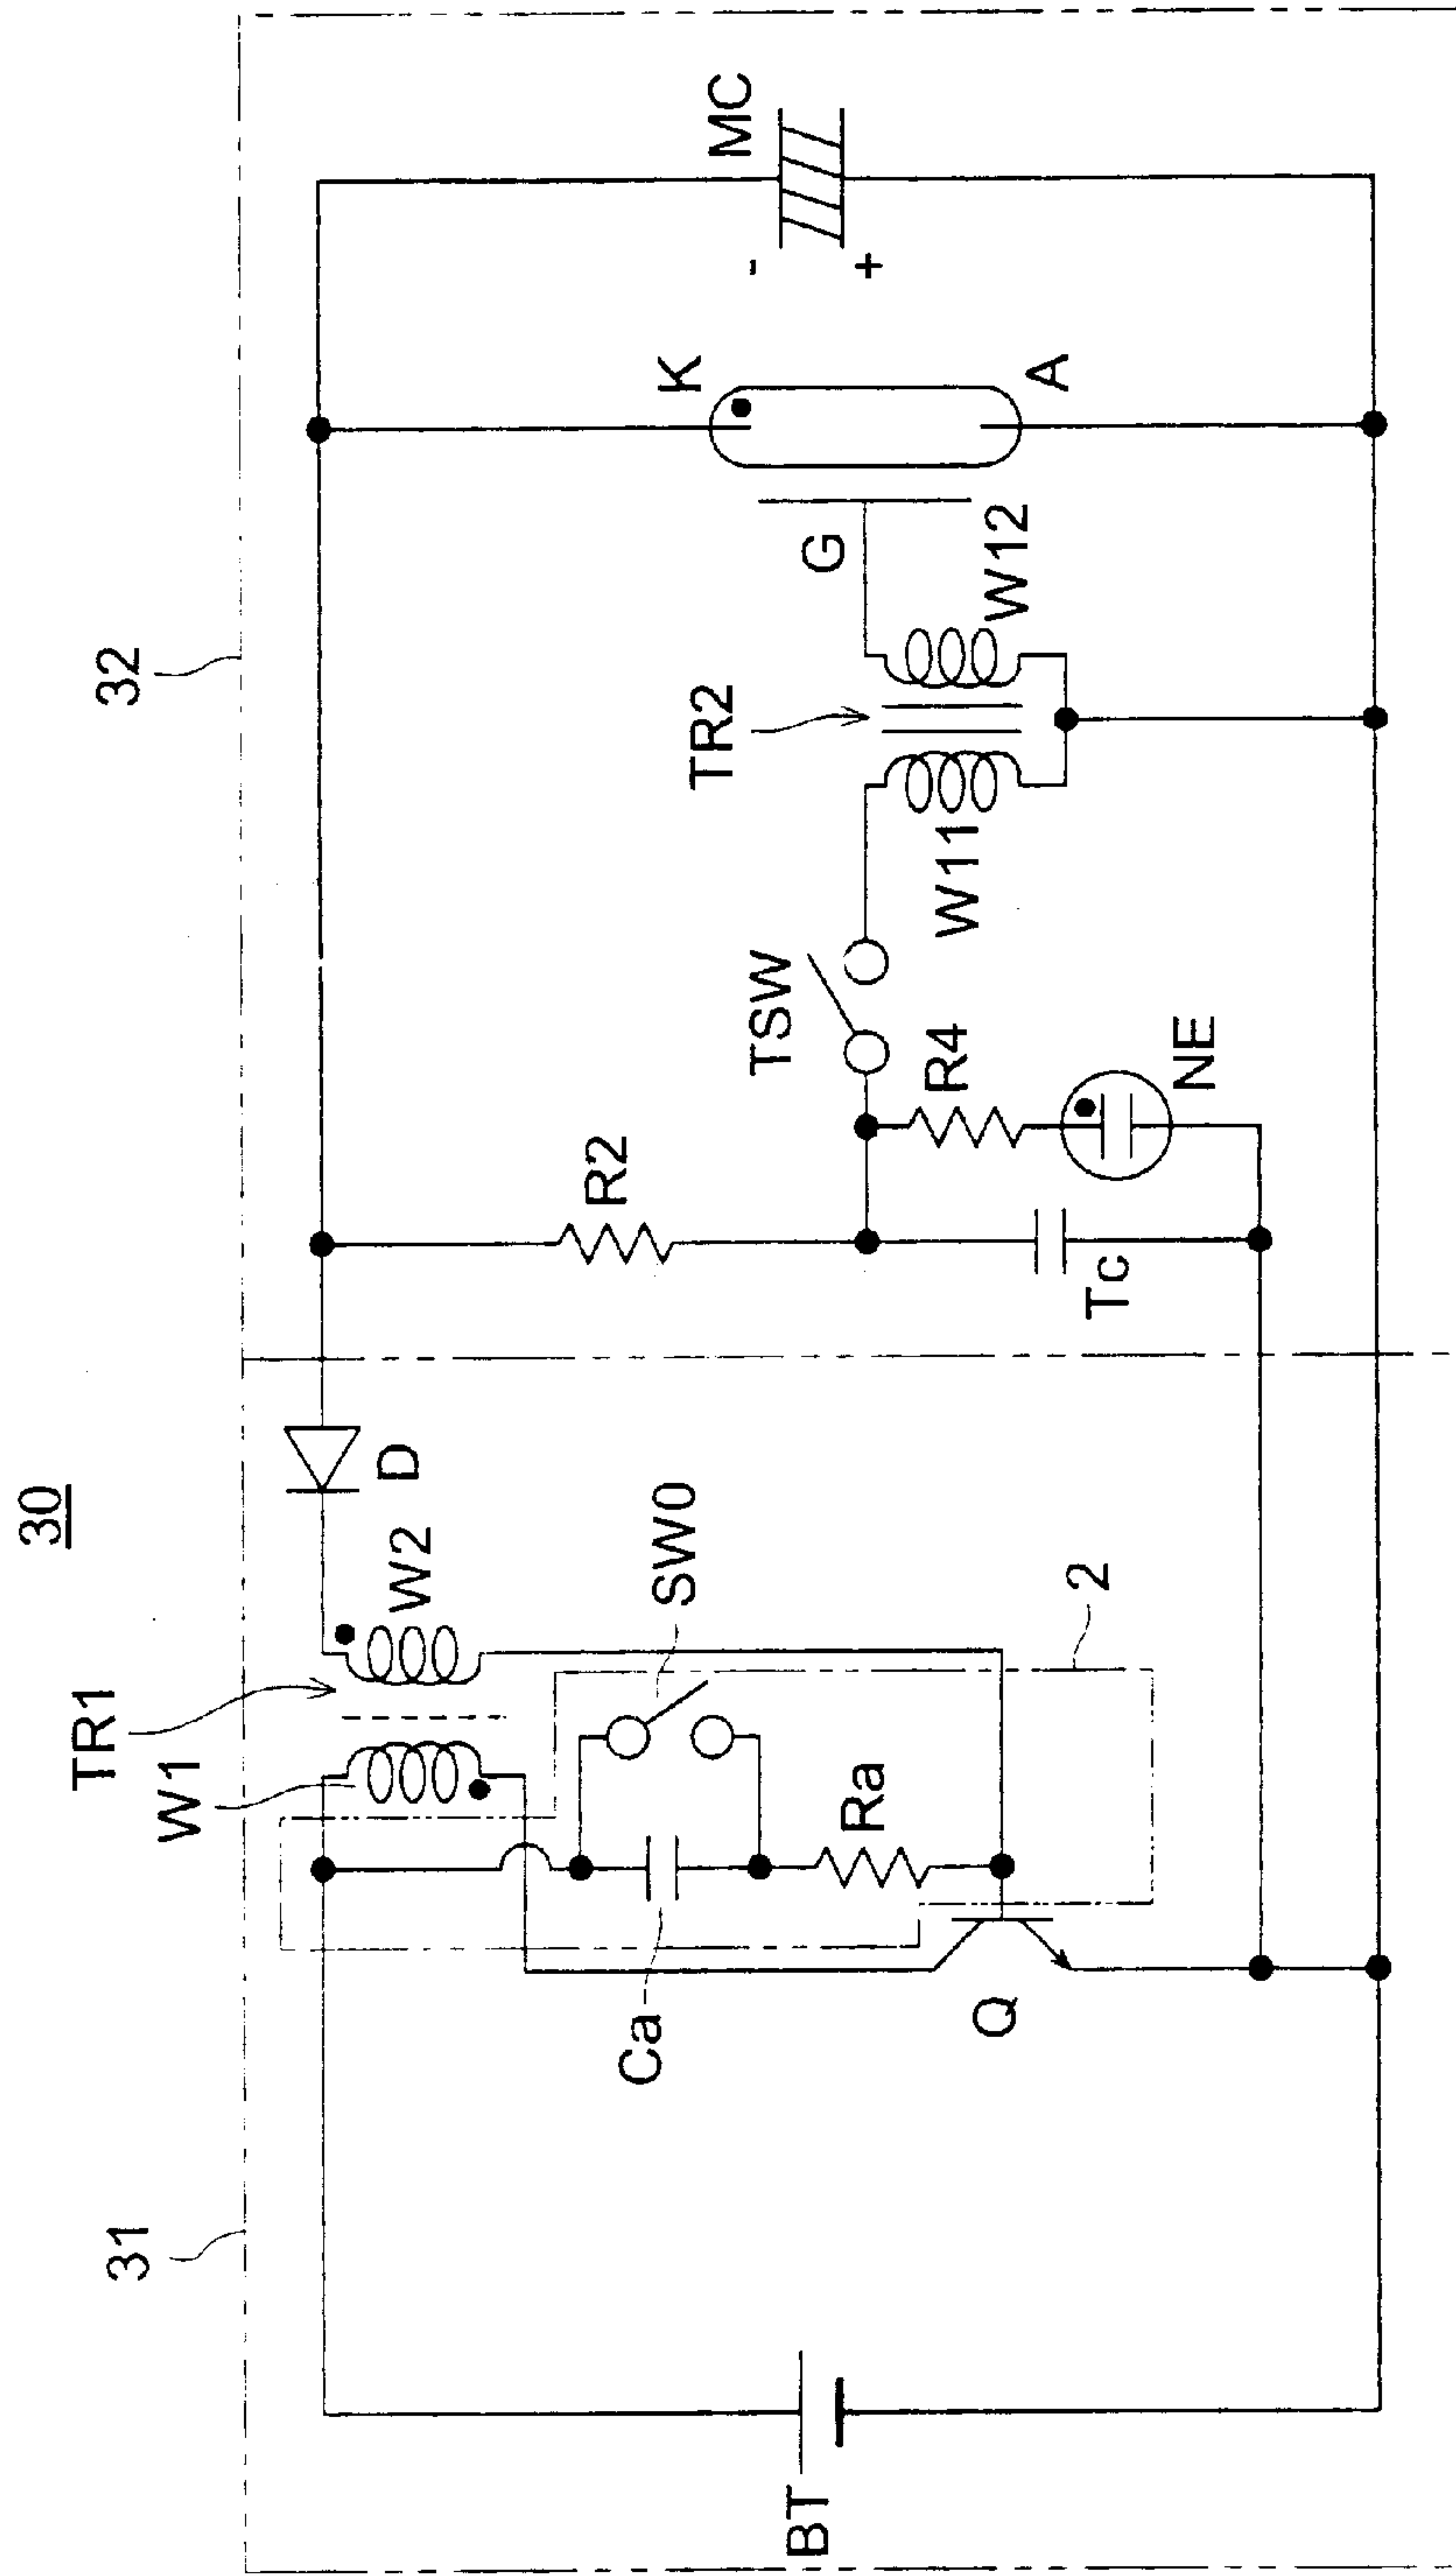 30
31
32
TR1
W1
W2
D
SW0
2
Ca
Ra
Q
BT
R2
TSW
R4
NE
Tc
TR2
W11
W12
G
K
A
MC
-
+